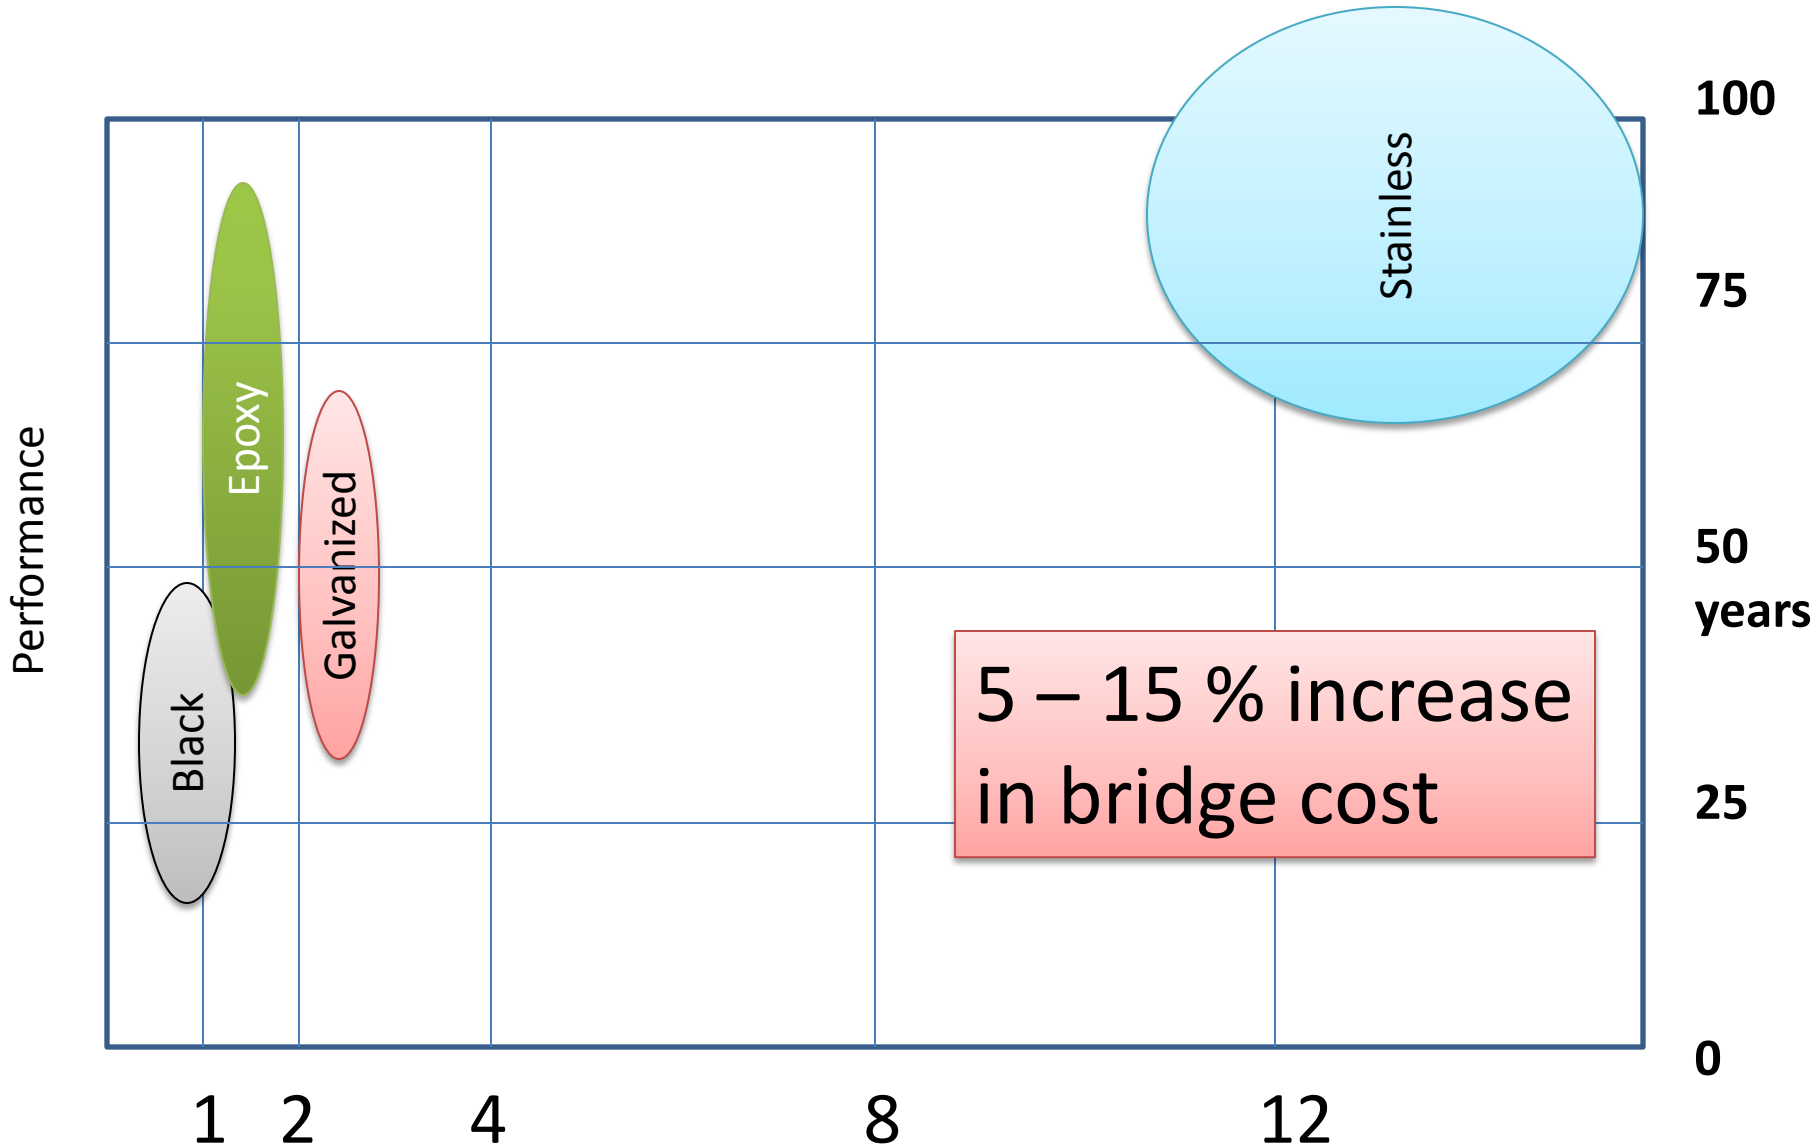 100
Stainless
75
Epoxy
Performance
Galvanized
50
years
5 – 15 % increase
in bridge cost
Black
25
0
1 2 4 8 12